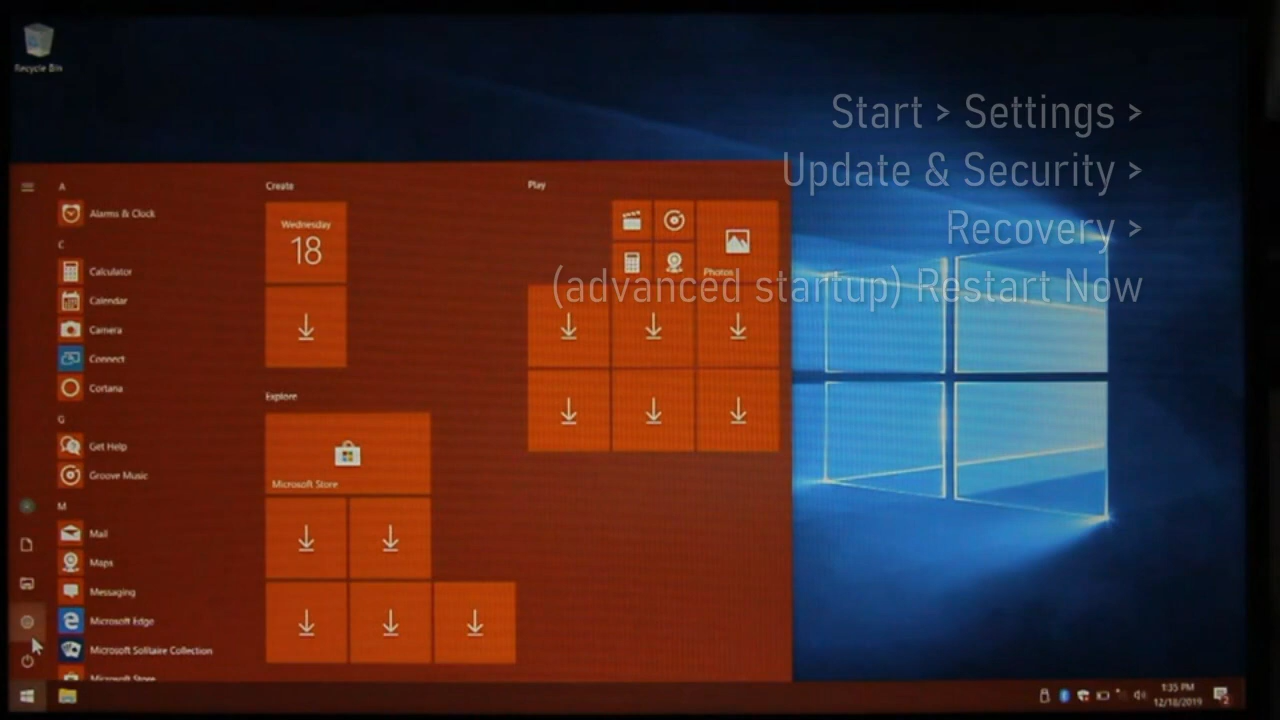 Recycle Bin
Start > Settings >
Update & Security >
Recovery >
(advanced startup) Restart Now
A
Alarms & Clock
C
Calculator
Calendar
Camera
Connect
Cortana
G
Get Help
Groove Music
M
Mail
Maps
Messaging
Microsoft Edge
Microsoft Solitaire Collection
Microsoft Store
Create
Wednesday
18
Explore
Microsoft Store
Play
Photos
1:35 PM
12/18/2019